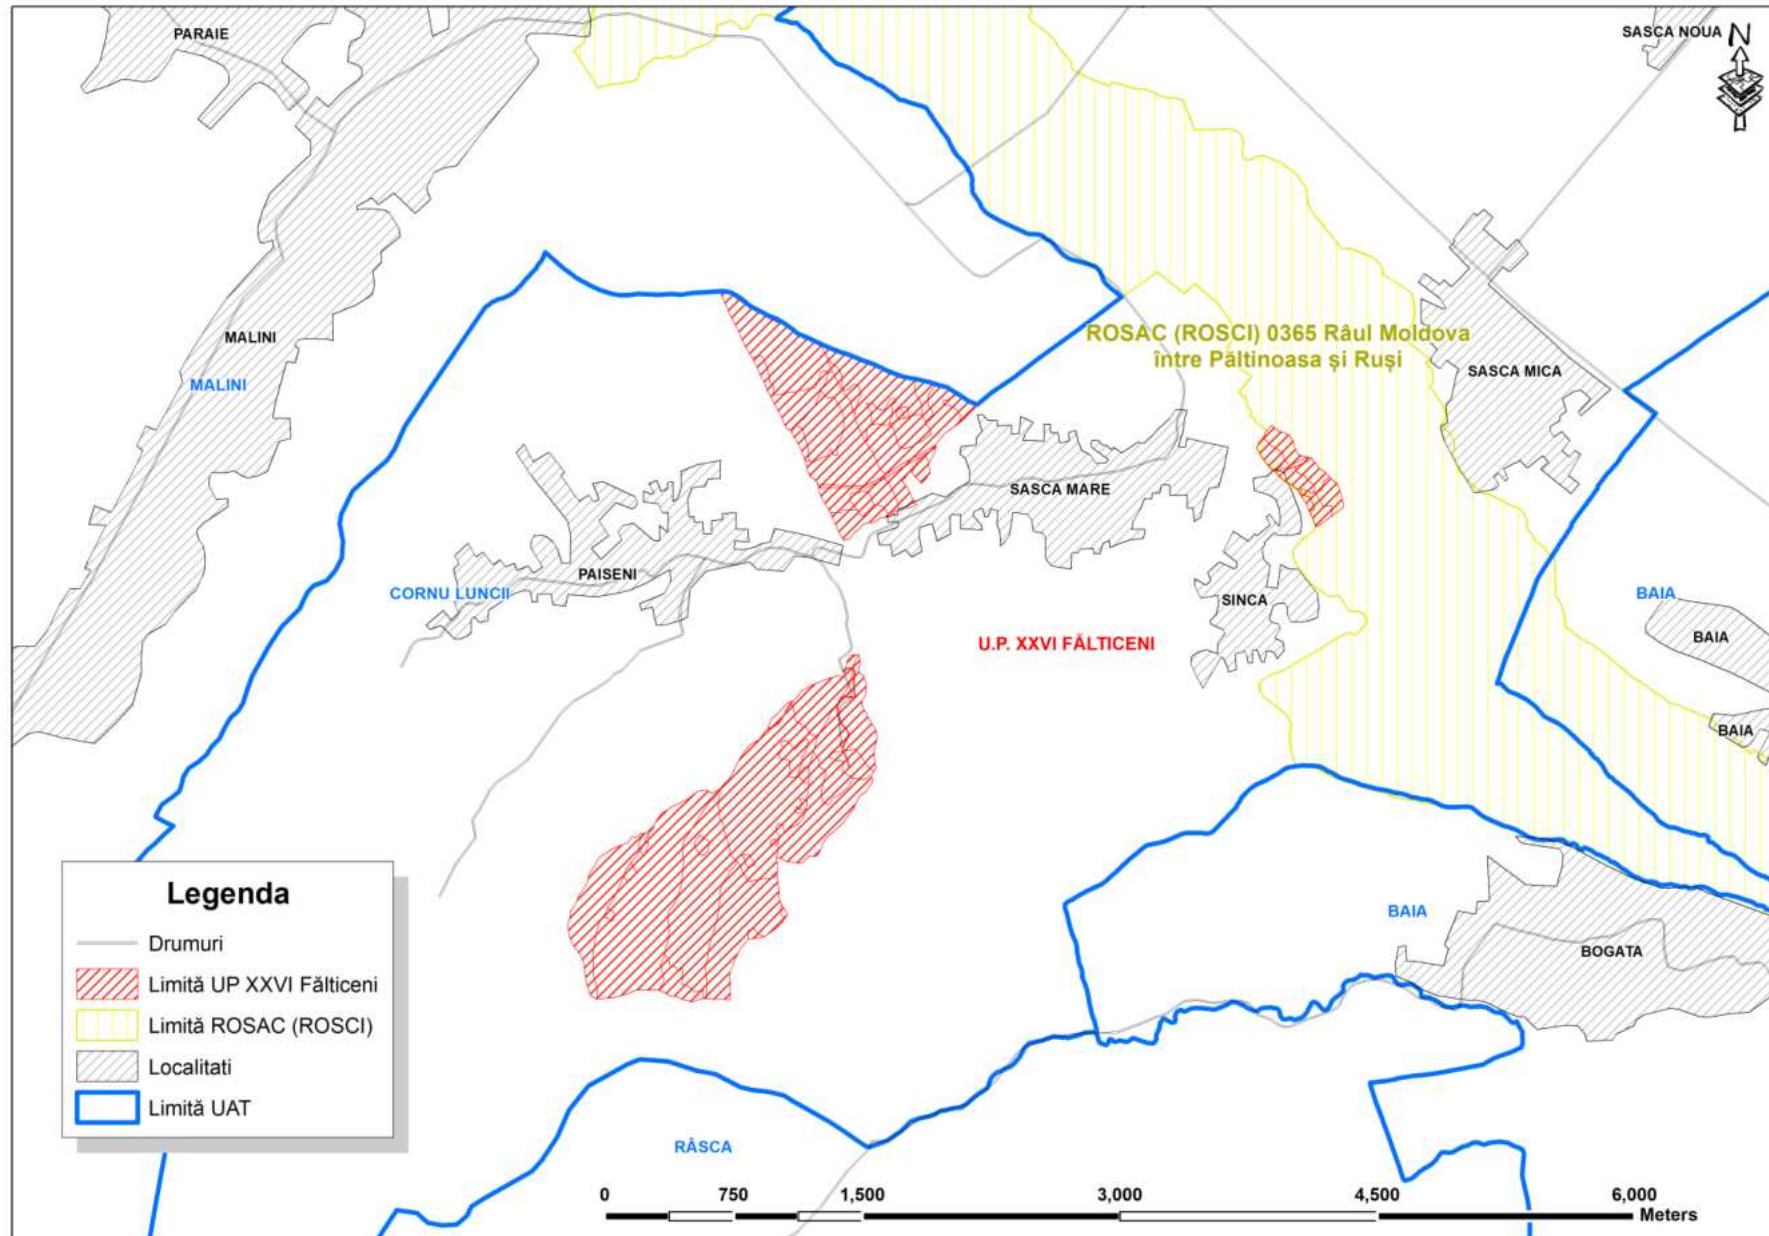 PARAIE
SASCA NOUA
N
MALINI
MALINI
ROSAC (ROSCI) 0365 Râul Moldova
între Păltinoasa și Ruși
SASCA MICA
SASCA MARE
PAISENI
CORNU LUNCII
SINCA
BAIA
BAIA
U.P. XXVI FĂLTICENI
BAIA
BAIA
BOGATA
Legenda
Drumuri
Limită UP XXVI Fălticeni
Limită ROSAC (ROSCI)
Localitati
Limită UAT
RÂSCA
0 750 1,500 3,000 4,500 6,000
Meters